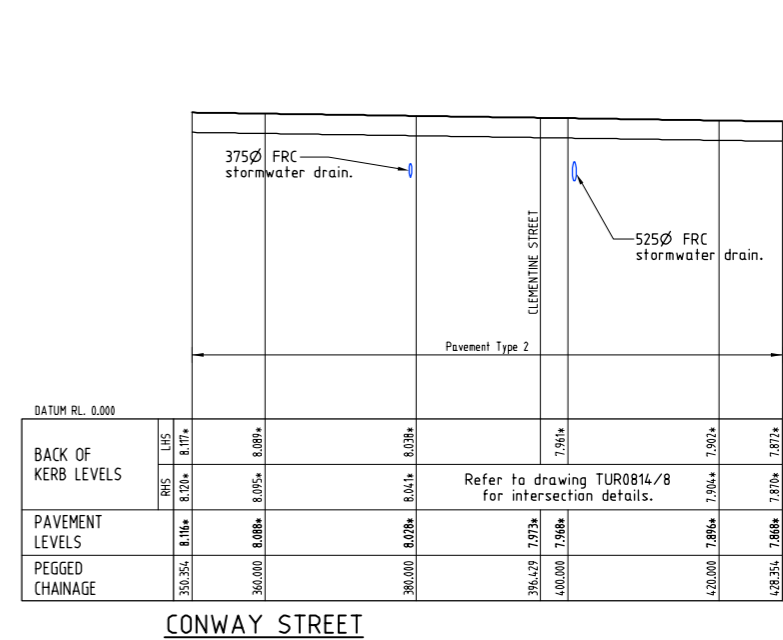 375Ø FRC
stormwater drain.
525Ø FRC
stormwater drain.
CLEMENTINE STREET
Pavement Type 2
DATUM RL. 0.000
BACK OF
KERB LEVELS
LHS
8.117* 8.089* 8.038* 7.961* 7.902* 7.872*
RHS
8.120* 8.095* 8.041* 7.904* 7.870*
Refer to drawing TUR0814/8
for intersection details.
PAVEMENT
LEVELS
8.116* 8.088* 8.028* 7.973* 7.968* 7.896* 7.868*
PEGGED
CHAINAGE
350.354 360.000 380.000 396.429 400.000 420.000 428.354
CONWAY STREET